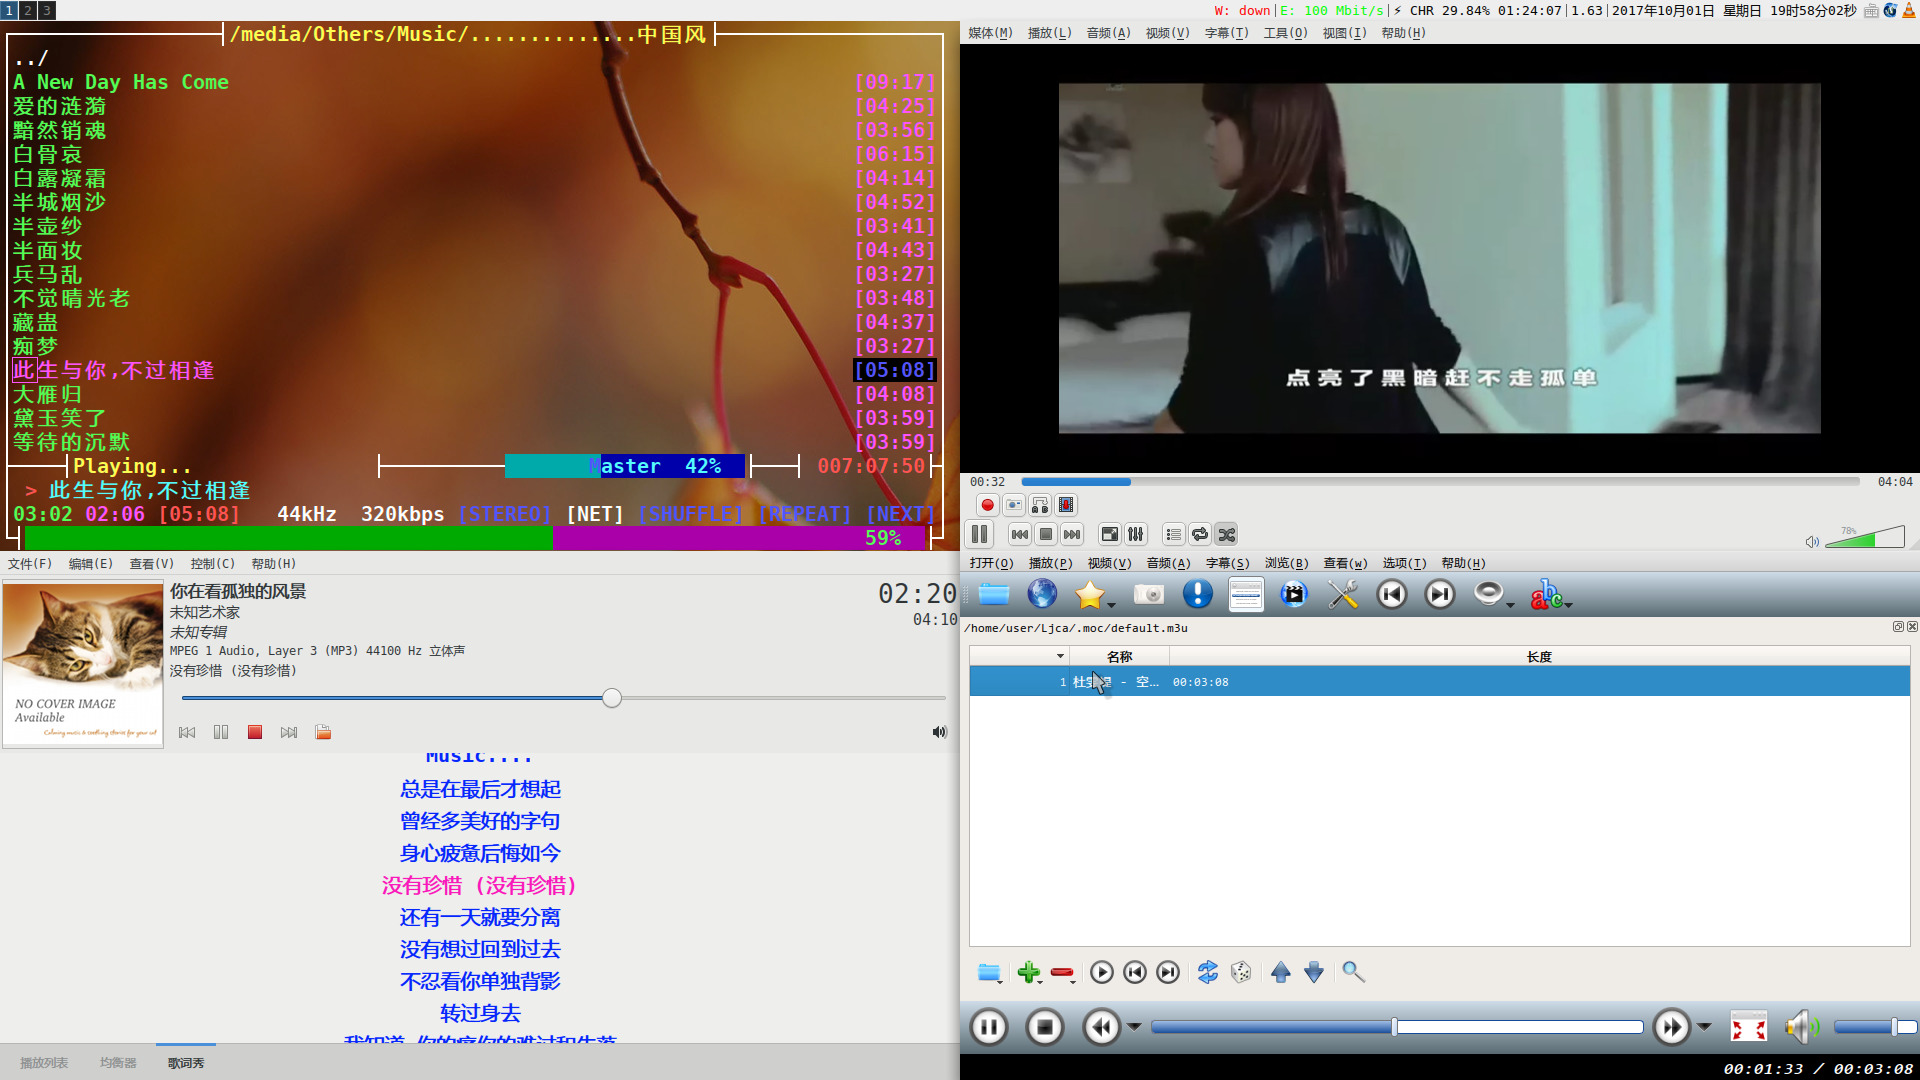 1 2 3
W: down|E: 100 Mbit/s|⚡ CHR 29.84% 01:24:07|1.63|2017年10月01日 星期日 19时58分02秒
/media/Others/Music/..............中国风
../
A New Day Has Come [09:17]
爱的涟漪 [04:25]
黯然销魂 [03:56]
白骨哀 [06:15]
白露凝霜 [04:14]
半城烟沙 [04:52]
半壶纱 [03:41]
半面妆 [04:43]
兵马乱 [03:27]
不觉晴光老 [03:48]
藏蛊 [04:37]
痴梦 [03:27]
此生与你,不过相逢 [05:08]
大雁归 [04:08]
黛玉笑了 [03:59]
等待的沉默 [03:59]
Playing... Master 42% 007:07:50
> 此生与你,不过相逢
03:02 02:06 [05:08] 44kHz 320kbps [STEREO] [NET] [SHUFFLE] [REPEAT] [NEXT]
59%
媒体(M) 播放(L) 音频(A) 视频(V) 字幕(T) 工具(O) 视图(I) 帮助(H)
点亮了黑暗赶不走孤单
00:32 04:04
78%
文件(F) 编辑(E) 查看(V) 控制(C) 帮助(H)
你在看孤独的风景
02:20
未知艺术家
04:10
未知专辑
MPEG 1 Audio, Layer 3 (MP3) 44100 Hz 立体声
没有珍惜 (没有珍惜)
NO COVER IMAGE
Available
Calming music & soothing stories for your cat
Music....
总是在最后才想起
曾经多美好的字句
身心疲惫后悔如今
没有珍惜 (没有珍惜)
还有一天就要分离
没有想过回到过去
不忍看你单独背影
转过身去
播放列表 均衡器 歌词秀
打开(O) 播放(P) 视频(V) 音频(A) 字幕(S) 浏览(B) 查看(w) 选项(T) 帮助(H)
abc
/home/user/Ljca/.moc/default.m3u
名称 长度
1 杜 - 空... 00:03:08
00:01:33 / 00:03:08